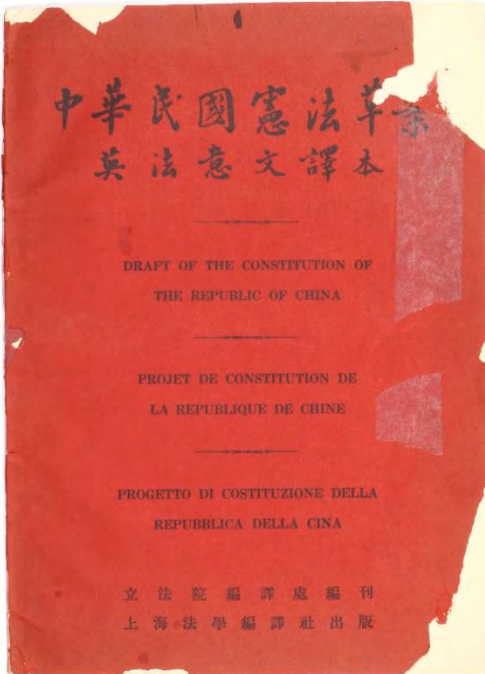 中華民國憲法草案
英法意文譯本
DRAFT OF THE CONSTITUTION OF
THE REPUBLIC OF CHINA
PROJET DE CONSTITUTION DE
LA REPUBLIQUE DE CHINE
PROGETTO DI COSTITUZIONE DELLA
REPUBBLICA DELLA CINA
立法院編譯處編刊
上海法學編譯社出版